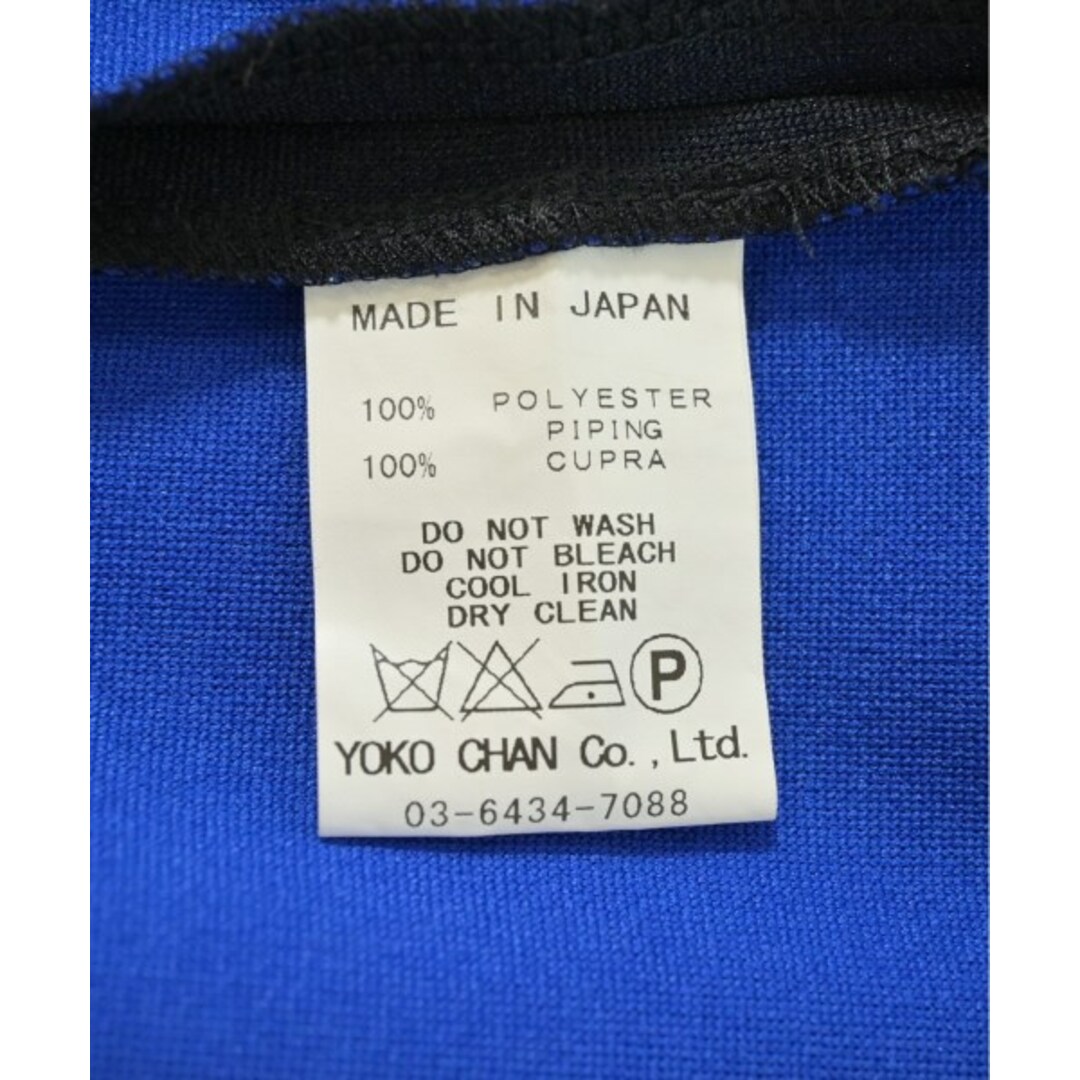 MADE IN JAPAN
100% POLYESTER
PIPING
100% CUPRA
DO NOT WASH
DO NOT BLEACH
COOL IRON
DRY CLEAN
P
YOKO CHAN Co., Ltd.
03-6434-7088